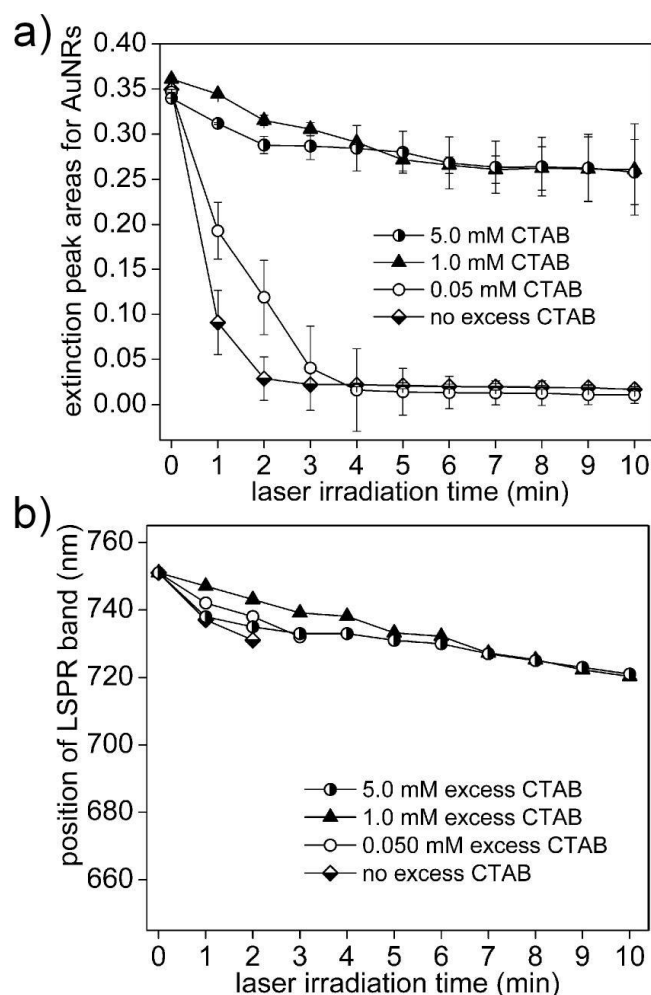 a)
extinction peak areas for AuNRs
0.40
0.35
0.30
0.25
0.20
0.15
0.10
0.05
0.00
5.0 mM CTAB
1.0 mM CTAB
0.05 mM CTAB
no excess CTAB
0 1 2 3 4 5 6 7 8 9 10
laser irradiation time (min)
b)
position of LSPR band (nm)
760
740
720
700
680
660
5.0 mM excess CTAB
1.0 mM excess CTAB
0.050 mM excess CTAB
no excess CTAB
0 1 2 3 4 5 6 7 8 9 10
laser irradiation time (min)